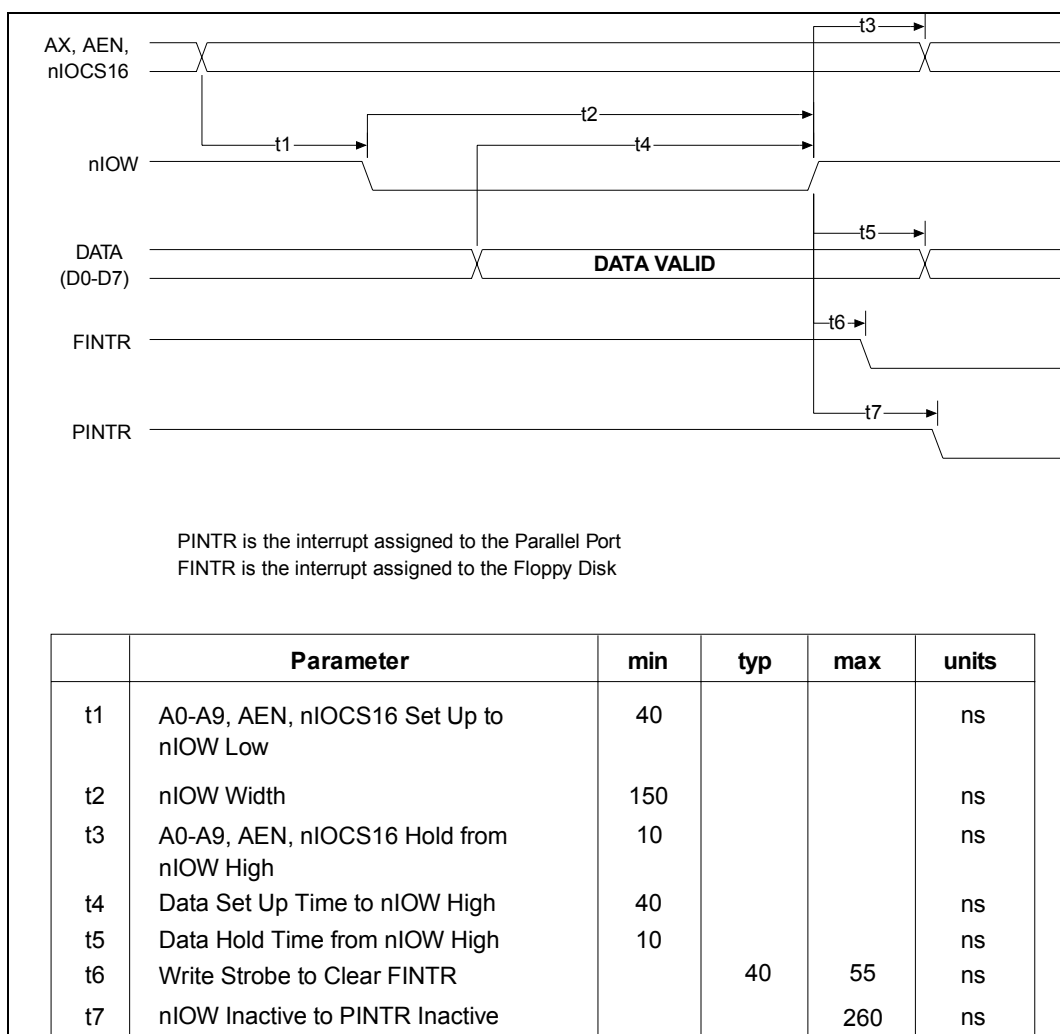 t3
AX, AEN,
nIOCS16
t2
t1
t4
nIOW
t5
DATA
(D0-D7)
DATA VALID
t6
FINTR
t7
PINTR
PINTR is the interrupt assigned to the Parallel Port
FINTR is the interrupt assigned to the Floppy Disk
Parameter min typ max units
t1 A0-A9, AEN, nIOCS16 Set Up to 40 ns
nIOW Low
t2 nIOW Width 150 ns
t3 A0-A9, AEN, nIOCS16 Hold from 10 ns
nIOW High
t4 Data Set Up Time to nIOW High 40 ns
t5 Data Hold Time from nIOW High 10 ns
t6 Write Strobe to Clear FINTR 40 55 ns
t7 nIOW Inactive to PINTR Inactive 260 ns